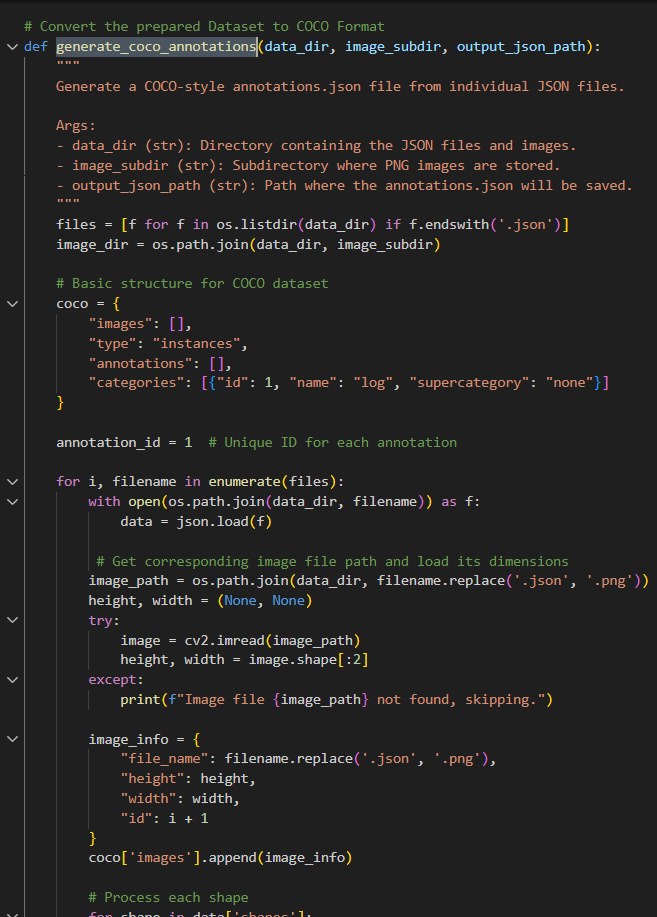 # Convert the prepared Dataset to COCO Format
def generate_coco_annotations(data_dir, image_subdir, output_json_path):
    """
    Generate a COCO-style annotations.json file from individual JSON files.

    Args:
    - data_dir (str): Directory containing the JSON files and images.
    - image_subdir (str): Subdirectory where PNG images are stored.
    - output_json_path (str): Path where the annotations.json will be saved.
    """
    files = [f for f in os.listdir(data_dir) if f.endswith('.json')]
    image_dir = os.path.join(data_dir, image_subdir)

    # Basic structure for COCO dataset
    coco = {
        "images": [],
        "type": "instances",
        "annotations": [],
        "categories": [{"id": 1, "name": "log", "supercategory": "none"}]
    }

    annotation_id = 1  # Unique ID for each annotation

    for i, filename in enumerate(files):
        with open(os.path.join(data_dir, filename)) as f:
            data = json.load(f)

         # Get corresponding image file path and load its dimensions
        image_path = os.path.join(data_dir, filename.replace('.json', '.png'))
        height, width = (None, None)
        try:
            image = cv2.imread(image_path)
            height, width = image.shape[:2]
        except:
            print(f"Image file {image_path} not found, skipping.")

        image_info = {
            "file_name": filename.replace('.json', '.png'),
            "height": height,
            "width": width,
            "id": i + 1
        }
        coco['images'].append(image_info)

        # Process each shape
        for shape in data['shapes']: